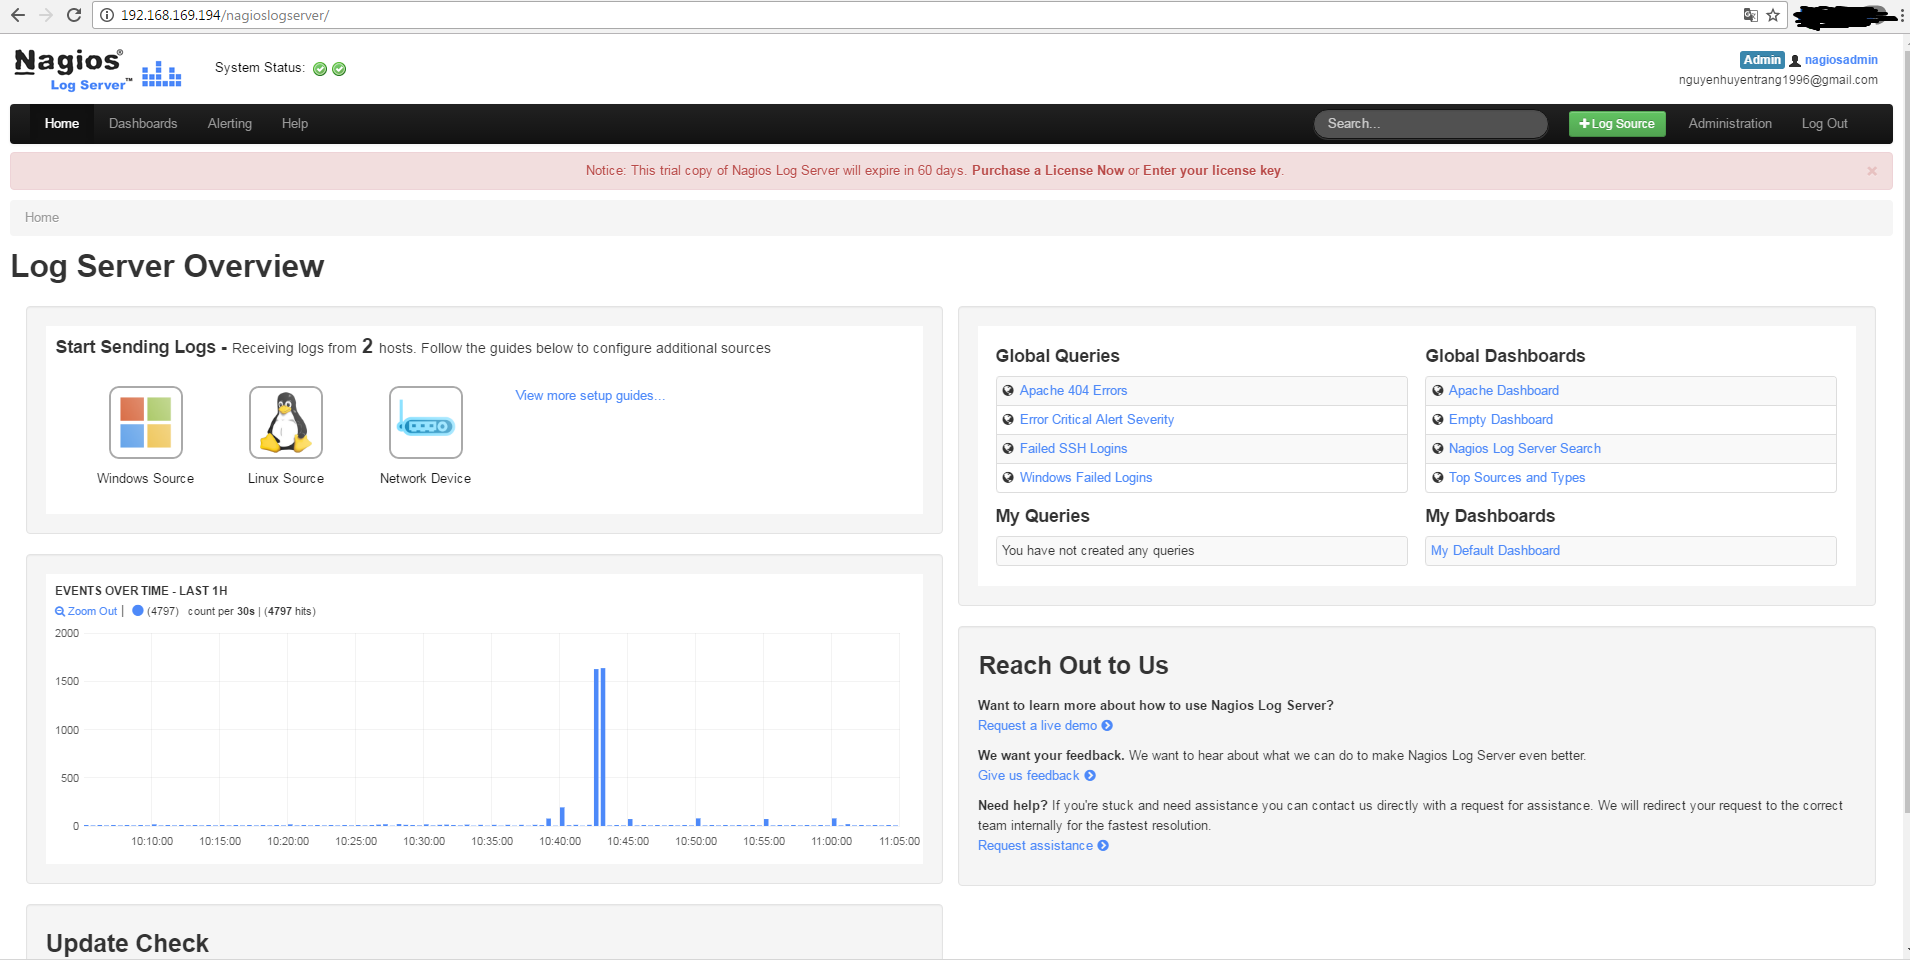 192.168.169.194/nagioslogserver/
Nagios®
Log Server™
System Status:
Admin nagiosadmin
nguyenhuyentrang1996@gmail.com
Home Dashboards Alerting Help Search... +Log Source Administration Log Out
Notice: This trial copy of Nagios Log Server will expire in 60 days. Purchase a License Now or Enter your license key. ×
Home
Log Server Overview
Start Sending Logs - Receiving logs from 2 hosts. Follow the guides below to configure additional sources
View more setup guides...
Windows Source Linux Source Network Device
EVENTS OVER TIME - LAST 1H
Zoom Out | (4797) count per 30s | (4797 hits)
2000
1500
1000
500
0
10:10:00 10:15:00 10:20:00 10:25:00 10:30:00 10:35:00 10:40:00 10:45:00 10:50:00 10:55:00 11:00:00 11:05:00
Update Check
Global Queries
Apache 404 Errors
Error Critical Alert Severity
Failed SSH Logins
Windows Failed Logins
My Queries
You have not created any queries
Global Dashboards
Apache Dashboard
Empty Dashboard
Nagios Log Server Search
Top Sources and Types
My Dashboards
My Default Dashboard
Reach Out to Us
Want to learn more about how to use Nagios Log Server?
Request a live demo
We want your feedback. We want to hear about what we can do to make Nagios Log Server even better.
Give us feedback
Need help? If you're stuck and need assistance you can contact us directly with a request for assistance. We will redirect your request to the correct
team internally for the fastest resolution.
Request assistance